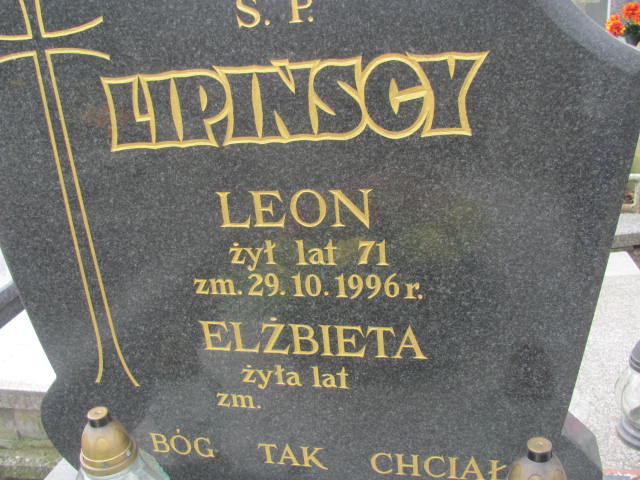 Ś. P.
LIPIŃSCY
LEON
żył lat 71
zm. 29.10.1996 r.
ELŻBIETA
żyła lat
zm.
BÓG TAK CHCIAŁ